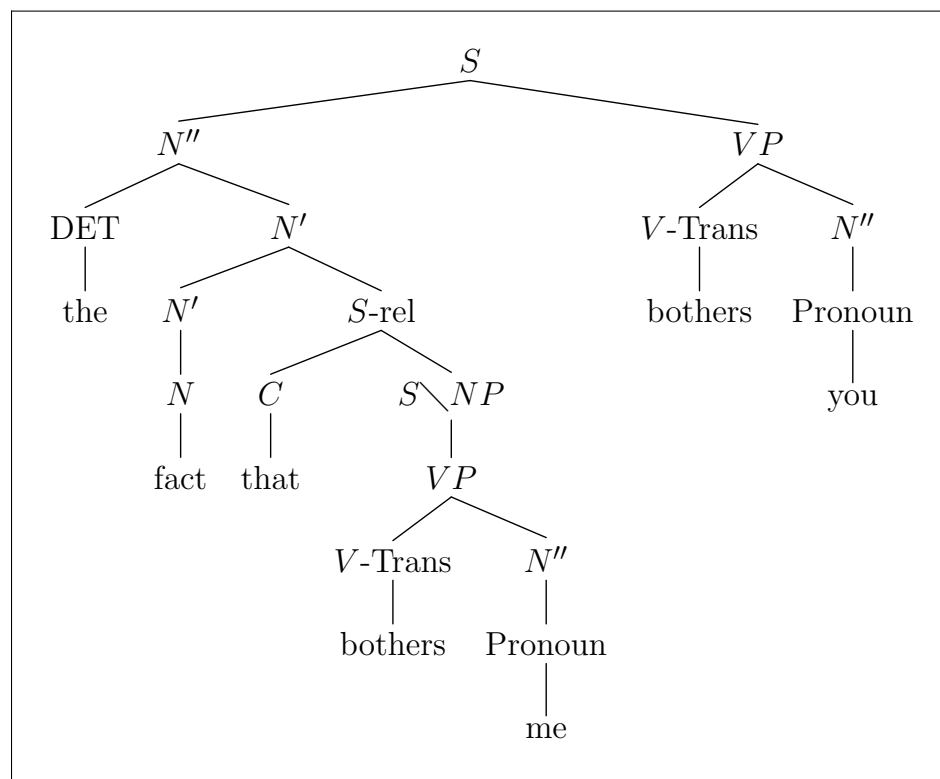 S
N″ VP
DET N′ V-Trans N″
the N′ S-rel bothers Pronoun
N C S\NP you
fact that VP
V-Trans N″
bothers Pronoun
me